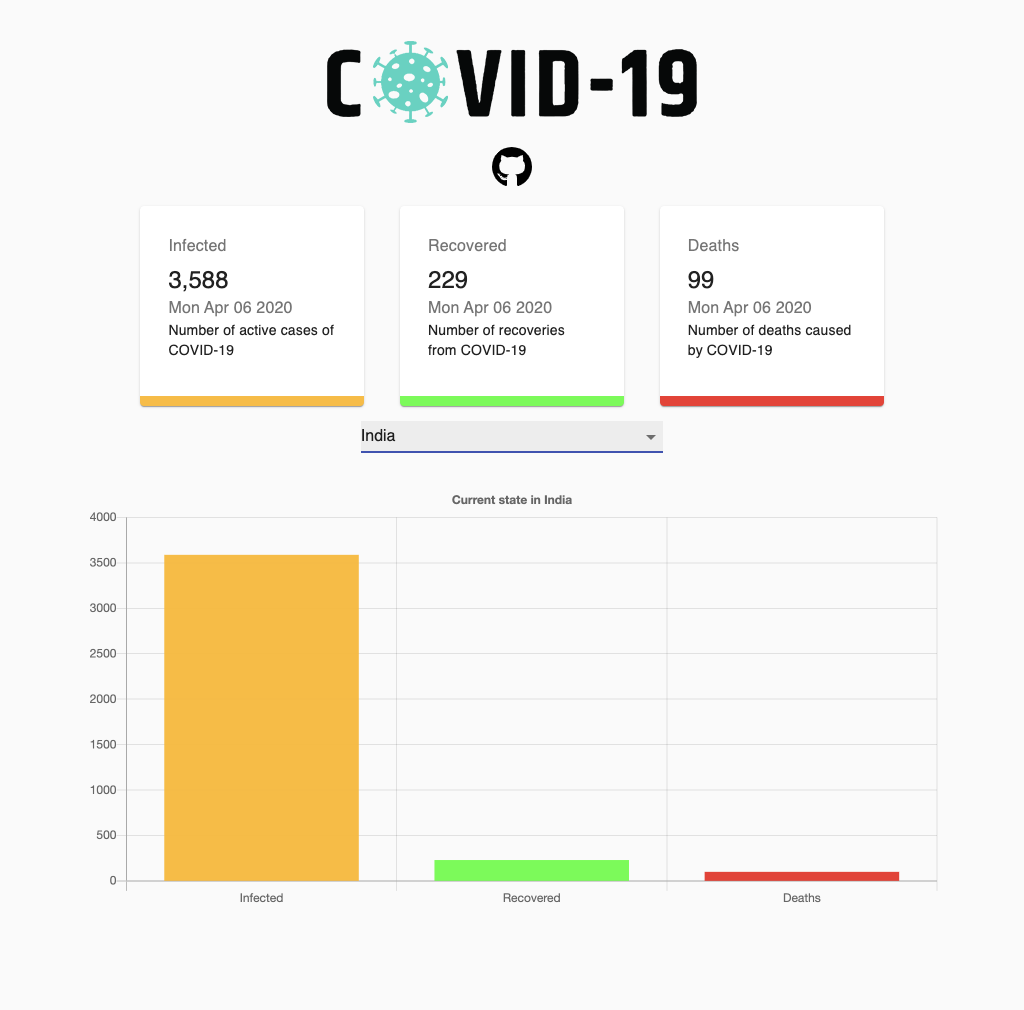 COVID-19
Infected
3,588
Mon Apr 06 2020
Number of active cases of
COVID-19
Recovered
229
Mon Apr 06 2020
Number of recoveries
from COVID-19
Deaths
99
Mon Apr 06 2020
Number of deaths caused
by COVID-19
India
Current state in India
4000
3500
3000
2500
2000
1500
1000
500
0
Infected
Recovered
Deaths